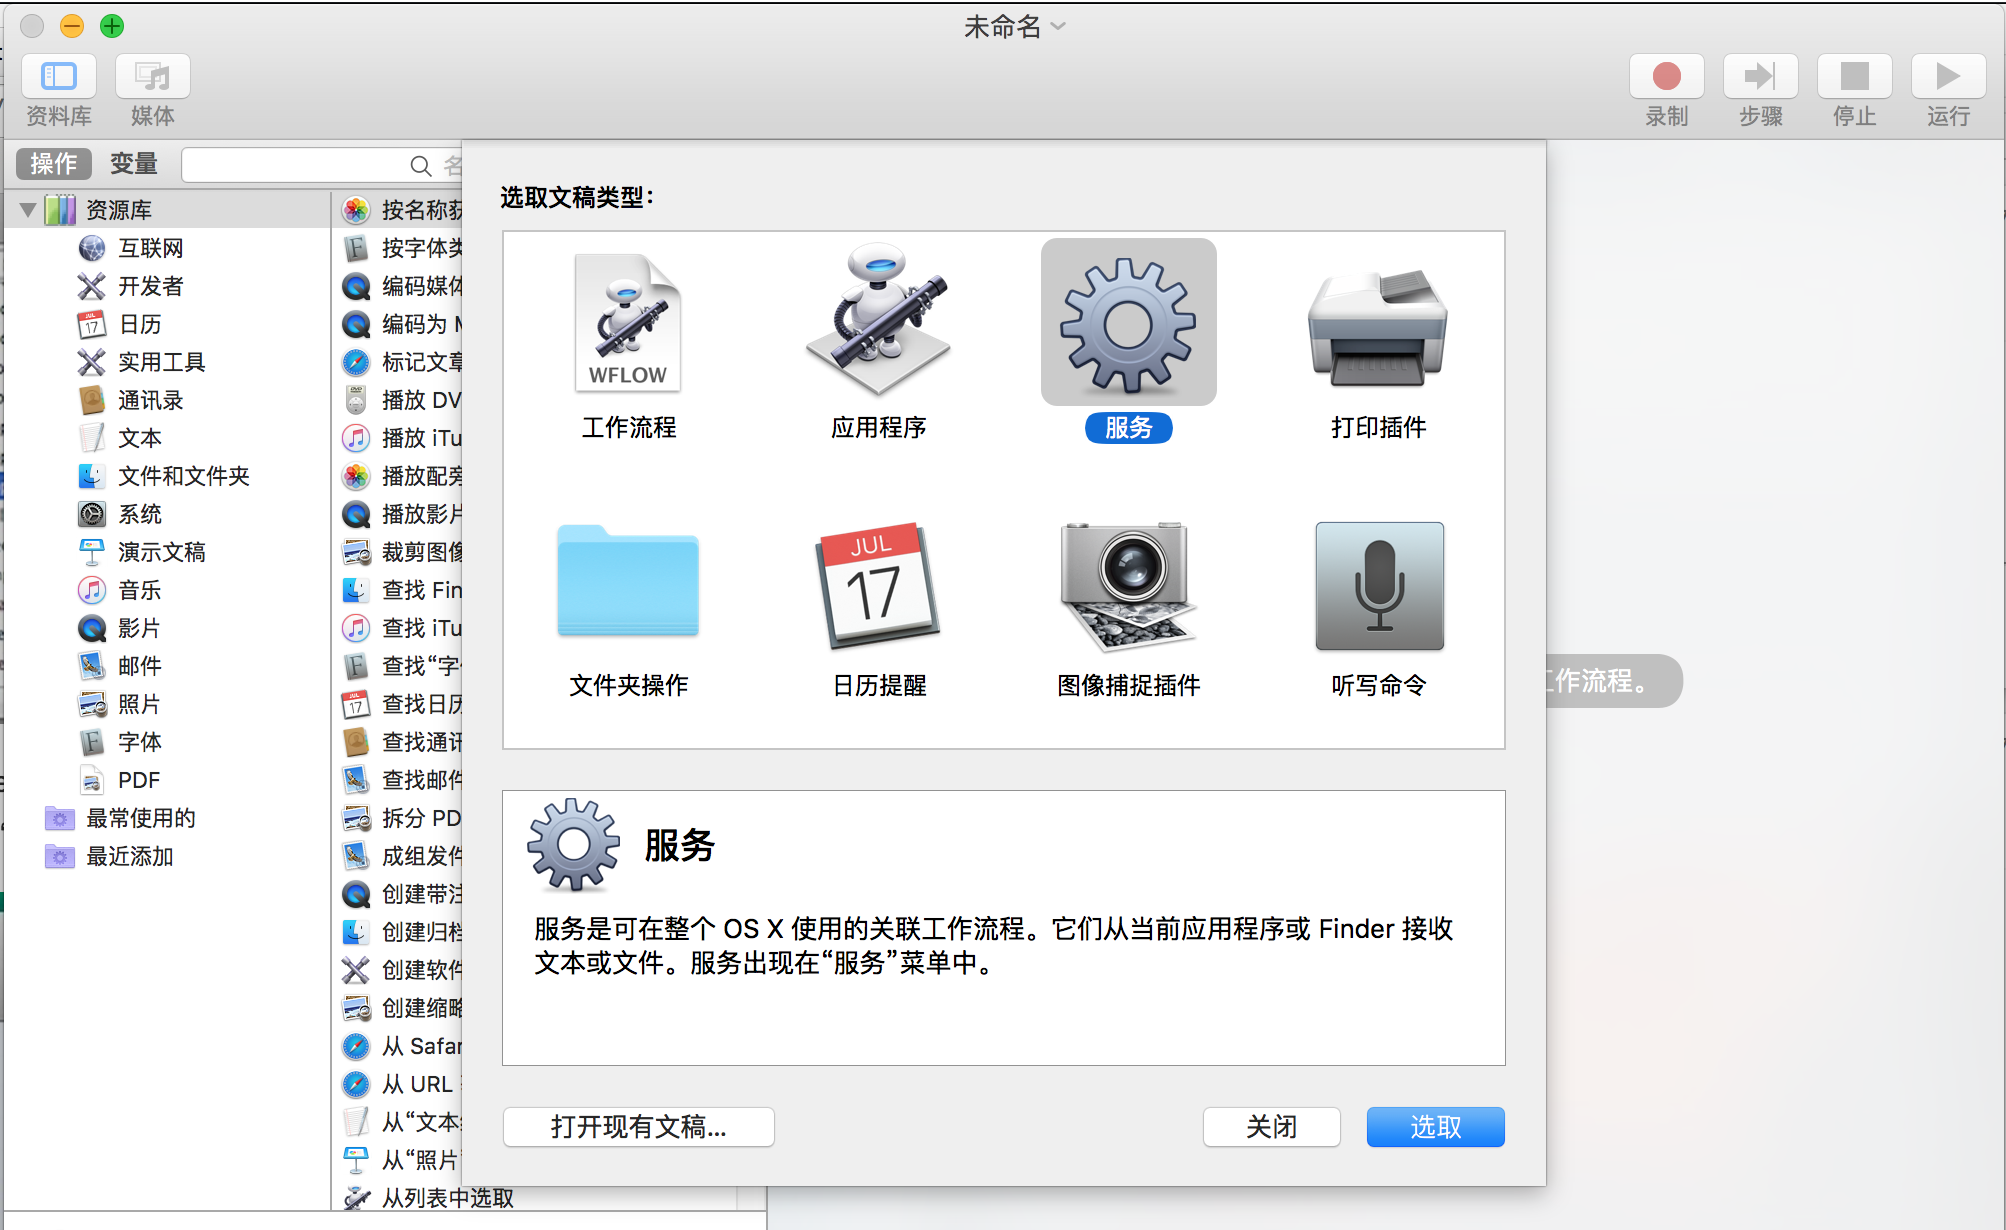 未命名
资料库
媒体
录制
步骤
停止
运行
操作
变量
名
资源库
互联网
开发者
日历
实用工具
通讯录
文本
文件和文件夹
系统
演示文稿
音乐
影片
邮件
照片
字体
PDF
最常使用的
最近添加
按名称获
按字体类
编码媒体
编码为 M
标记文章
播放 DV
播放 iTu
播放配旁
播放影片
裁剪图像
查找 Fin
查找 iTu
查找“字体
查找日历
查找通讯
查找邮件
拆分 PD
成组发件
创建带注
创建归档
创建软件
创建缩略
从 Safar
从 URL
从“文本编
从“照片”
从列表中选取
选取文稿类型：
WFLOW
工作流程
应用程序
服务
打印插件
文件夹操作
JUL
17
日历提醒
图像捕捉插件
听写命令
服务
服务是可在整个 OS X 使用的关联工作流程。它们从当前应用程序或 Finder 接收
文本或文件。服务出现在“服务”菜单中。
打开现有文稿...
关闭
选取
工作流程。